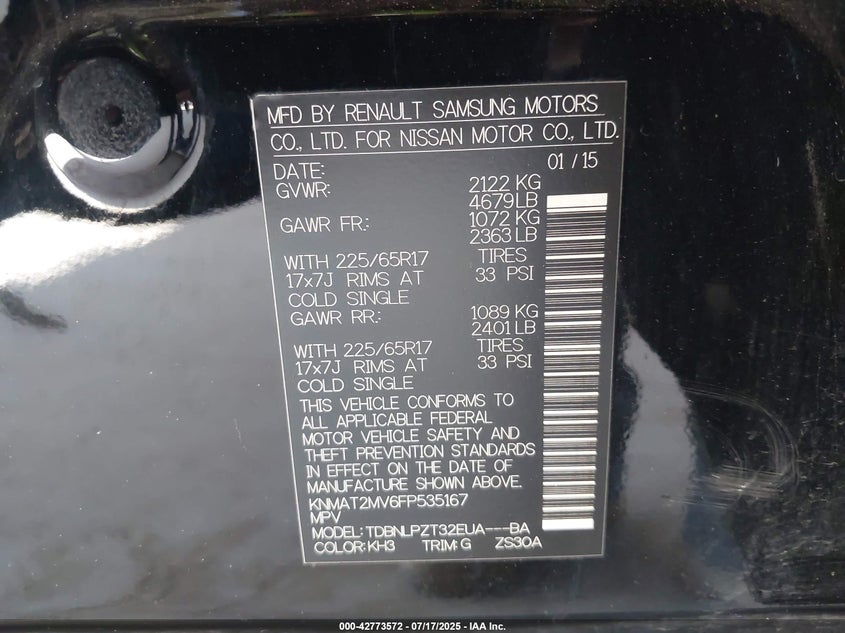 MFD BY RENAULT SAMSUNG MOTORS
CO., LTD. FOR NISSAN MOTOR CO., LTD.
DATE: 01 / 15
GVWR: 2122 KG
4679 LB
GAWR FR.: 1072 KG
2363 LB
WITH 225/65R17 TIRES
17x7J RIMS AT 33 PSI
COLD SINGLE
GAWR RR.: 1089 KG
2401 LB
WITH 225/65R17 TIRES
17x7J RIMS AT 33 PSI
COLD SINGLE
THIS VEHICLE CONFORMS TO
ALL APPLICABLE FEDERAL
MOTOR VEHICLE SAFETY AND
THEFT PREVENTION STANDARDS
IN EFFECT ON THE DATE OF
MANUFACTURE SHOWN ABOVE.
KNMAT2MV6FP535167
MPV
MODEL: TDBNLPZT32EUA---BA
COLOR: KH3 TRIM: G ZS30A
000-42773572 - 07/17/2025 - IAA Inc.